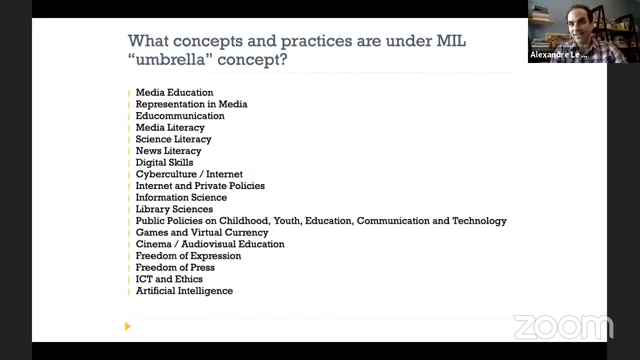 What concepts and practices are under MIL
“umbrella” concept?
Alexandre Le ...
Media Education
Representation in Media
Educommunication
Media Literacy
Science Literacy
News Literacy
Digital Skills
Cyberculture / Internet
Internet and Private Policies
Information Science
Library Sciences
Public Policies on Childhood, Youth, Education, Communication and Technology
Games and Virtual Currency
Cinema / Audiovisual Education
Freedom of Expression
Freedom of Press
ICT and Ethics
Artificial Intelligence
zoom